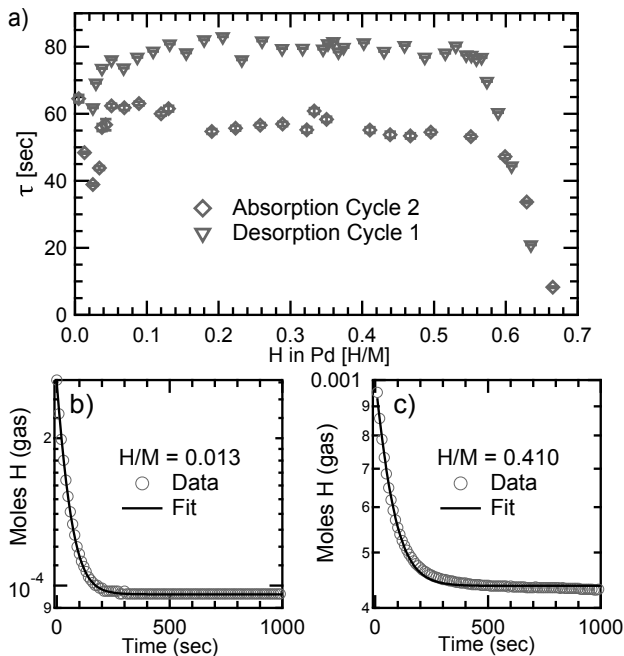 a)
80
60
40
20
0
τ [sec]
Absorption Cycle 2
Desorption Cycle 1
0.0 0.1 0.2 0.3 0.4 0.5 0.6 0.7
H in Pd [H/M]
b)
2
10⁻⁴
9
Moles H (gas)
H/M = 0.013
Data
Fit
0 500 1000
Time (sec)
c)
0.001
9
8
7
6
5
4
Moles H (gas)
H/M = 0.410
Data
Fit
0 500 1000
Time (sec)